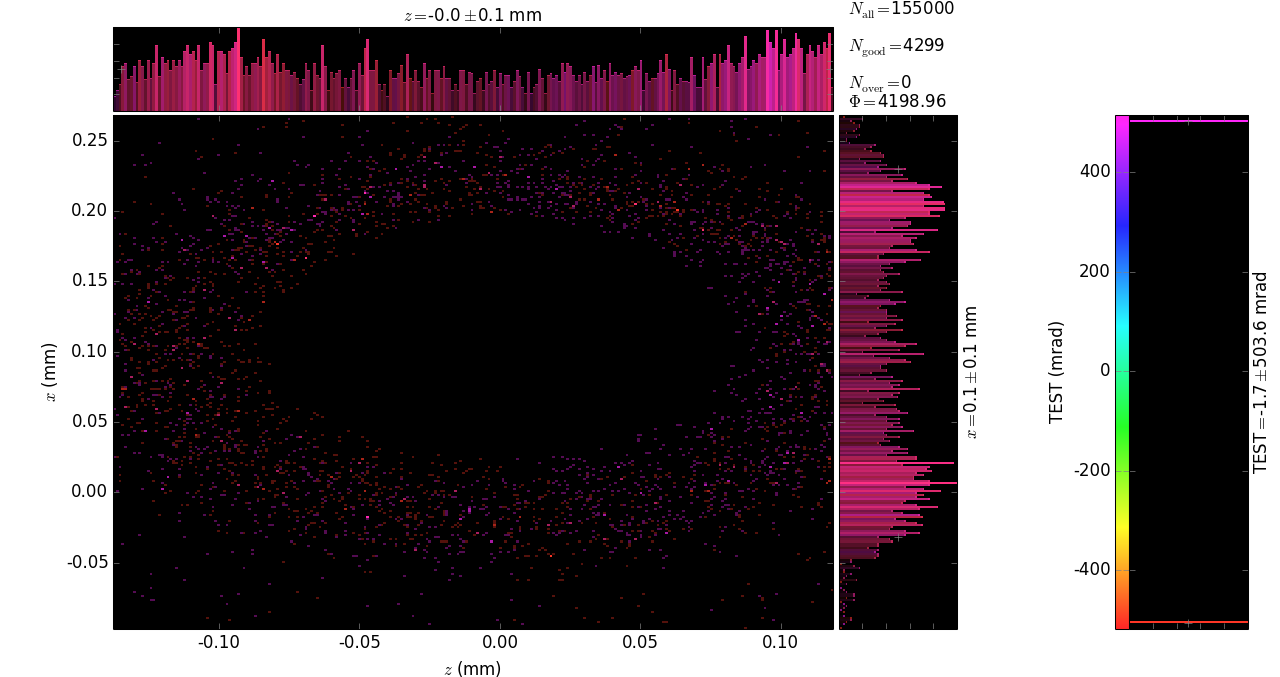 z=-0.0±0.1 mm
N_all=155000
N_good=4299
N_over=0
Φ=4198.96
0.25
0.20
0.15
0.10
0.05
0.00
-0.05
x (mm)
-0.10
-0.05
0.00
0.05
0.10
z (mm)
x=0.1±0.1 mm
TEST (mrad)
400
200
0
-200
-400
TEST=-1.7±503.6 mrad